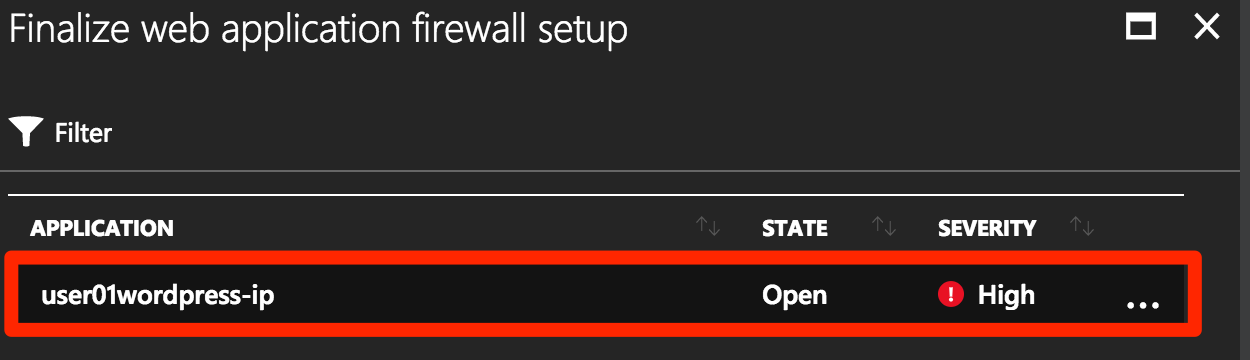 Finalize web application firewall setup
Filter
APPLICATION STATE SEVERITY
user01wordpress-ip Open High ...